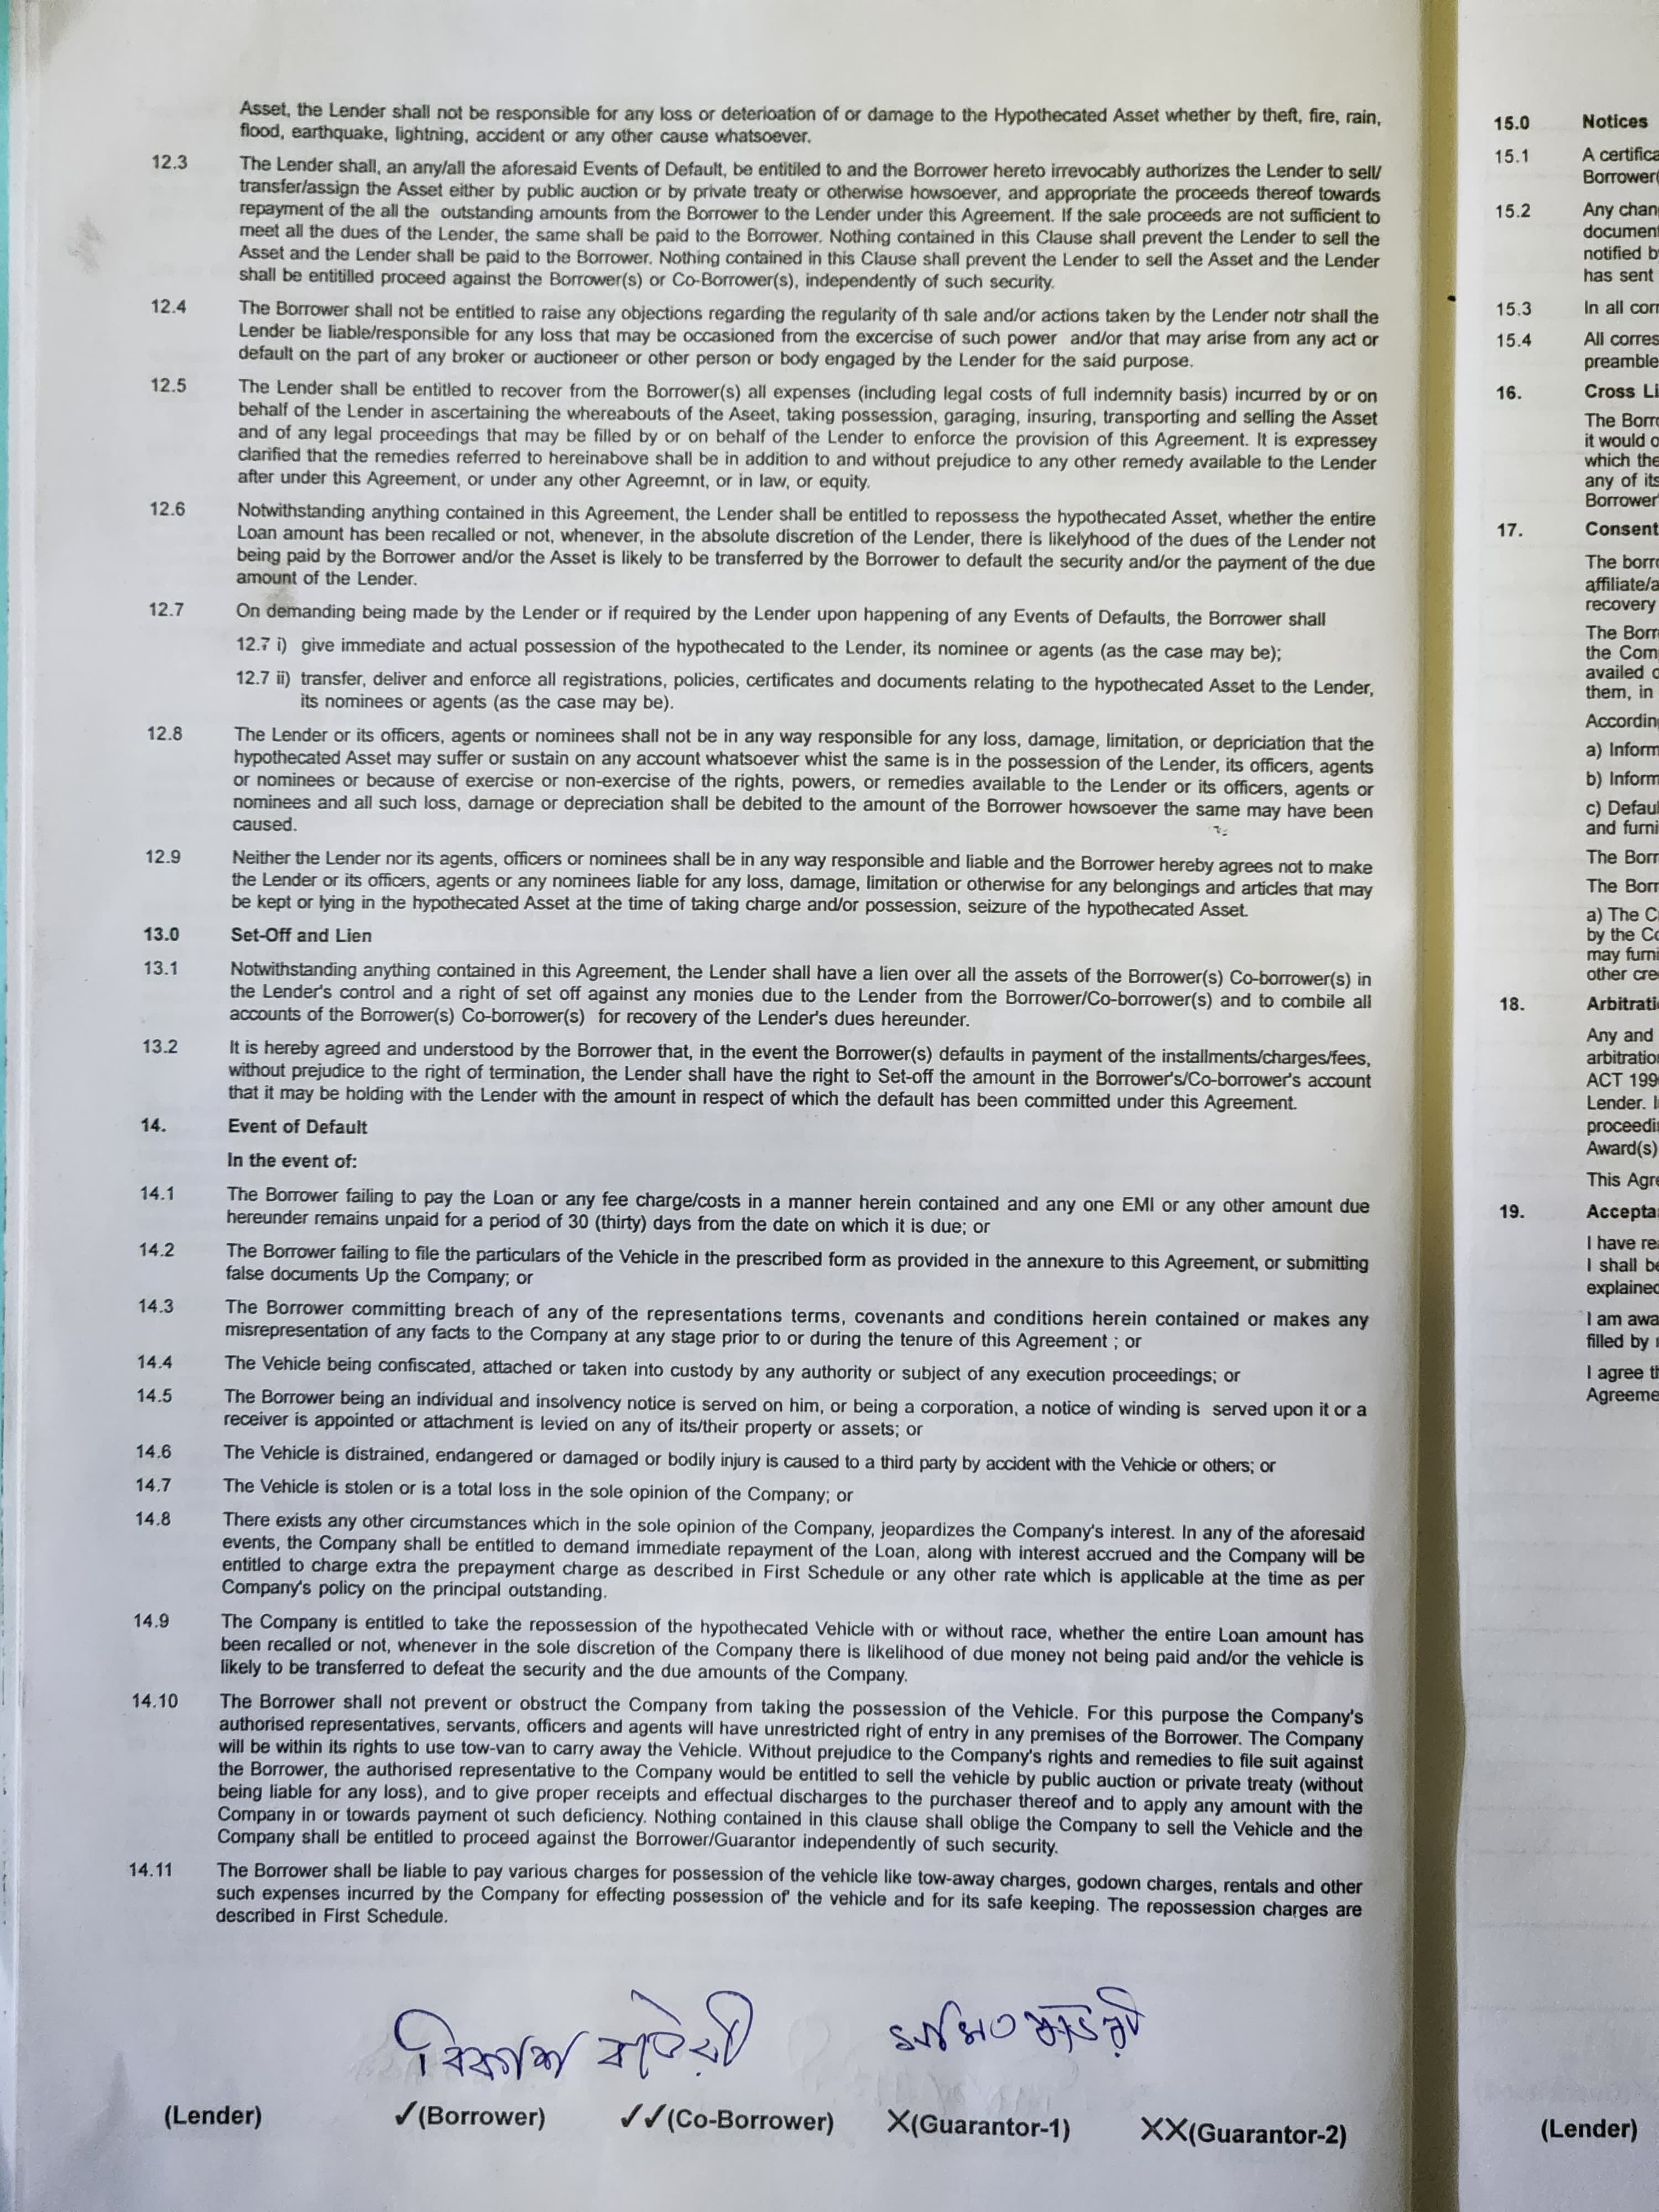 Asset, the Lender shall not be responsible for any loss or deterioation of or damage to the Hypothecated Asset whether by theft, fire, rain,
flood, earthquake, lightning, accident or any other cause whatsoever.
12.3 The Lender shall, an any/all the aforesaid Events of Default, be entitiled to and the Borrower hereto irrevocably authorizes the Lender to sell/
transfer/assign the Asset either by public auction or by private treaty or otherwise howsoever, and appropriate the proceeds thereof towards
repayment of the all the outstanding amounts from the Borrower to the Lender under this Agreement. If the sale proceeds are not sufficient to
meet all the dues of the Lender, the same shall be paid to the Borrower. Nothing contained in this Clause shall prevent the Lender to sell the
Asset and the Lender shall be paid to the Borrower. Nothing contained in this Clause shall prevent the Lender to sell the Asset and the Lender
shall be entitilled proceed against the Borrower(s) or Co-Borrower(s), independently of such security.
12.4 The Borrower shall not be entitled to raise any objections regarding the regularity of th sale and/or actions taken by the Lender notr shall the
Lender be liable/responsible for any loss that may be occasioned from the excercise of such power and/or that may arise from any act or
default on the part of any broker or auctioneer or other person or body engaged by the Lender for the said purpose.
12.5 The Lender shall be entitled to recover from the Borrower(s) all expenses (including legal costs of full indemnity basis) incurred by or on
behalf of the Lender in ascertaining the whereabouts of the Aseet, taking possession, garaging, insuring, transporting and selling the Asset
and of any legal proceedings that may be filled by or on behalf of the Lender to enforce the provision of this Agreement. It is expressey
clarified that the remedies referred to hereinabove shall be in addition to and without prejudice to any other remedy available to the Lender
after under this Agreement, or under any other Agreemnt, or in law, or equity.
12.6 Notwithstanding anything contained in this Agreement, the Lender shall be entitled to repossess the hypothecated Asset, whether the entire
Loan amount has been recalled or not, whenever, in the absolute discretion of the Lender, there is likelyhood of the dues of the Lender not
being paid by the Borrower and/or the Asset is likely to be transferred by the Borrower to default the security and/or the payment of the due
amount of the Lender.
12.7 On demanding being made by the Lender or if required by the Lender upon happening of any Events of Defaults, the Borrower shall
12.7 i) give immediate and actual possession of the hypothecated to the Lender, its nominee or agents (as the case may be);
12.7 ii) transfer, deliver and enforce all registrations, policies, certificates and documents relating to the hypothecated Asset to the Lender,
its nominees or agents (as the case may be).
12.8 The Lender or its officers, agents or nominees shall not be in any way responsible for any loss, damage, limitation, or depriciation that the
hypothecated Asset may suffer or sustain on any account whatsoever whist the same is in the possession of the Lender, its officers, agents
or nominees or because of exercise or non-exercise of the rights, powers, or remedies available to the Lender or its officers, agents or
nominees and all such loss, damage or depreciation shall be debited to the amount of the Borrower howsoever the same may have been
caused.
12.9 Neither the Lender nor its agents, officers or nominees shall be in any way responsible and liable and the Borrower hereby agrees not to make
the Lender or its officers, agents or any nominees liable for any loss, damage, limitation or otherwise for any belongings and articles that may
be kept or lying in the hypothecated Asset at the time of taking charge and/or possession, seizure of the hypothecated Asset.
13.0 Set-Off and Lien
13.1 Notwithstanding anything contained in this Agreement, the Lender shall have a lien over all the assets of the Borrower(s) Co-borrower(s) in
the Lender's control and a right of set off against any monies due to the Lender from the Borrower/Co-borrower(s) and to combile all
accounts of the Borrower(s) Co-borrower(s) for recovery of the Lender's dues hereunder.
13.2 It is hereby agreed and understood by the Borrower that, in the event the Borrower(s) defaults in payment of the installments/charges/fees,
without prejudice to the right of termination, the Lender shall have the right to Set-off the amount in the Borrower's/Co-borrower's account
that it may be holding with the Lender with the amount in respect of which the default has been committed under this Agreement.
14. Event of Default
In the event of:
14.1 The Borrower failing to pay the Loan or any fee charge/costs in a manner herein contained and any one EMI or any other amount due
hereunder remains unpaid for a period of 30 (thirty) days from the date on which it is due; or
14.2 The Borrower failing to file the particulars of the Vehicle in the prescribed form as provided in the annexure to this Agreement, or submitting
false documents Up the Company; or
14.3 The Borrower committing breach of any of the representations terms, covenants and conditions herein contained or makes any
misrepresentation of any facts to the Company at any stage prior to or during the tenure of this Agreement ; or
14.4 The Vehicle being confiscated, attached or taken into custody by any authority or subject of any execution proceedings; or
14.5 The Borrower being an individual and insolvency notice is served on him, or being a corporation, a notice of winding is served upon it or a
receiver is appointed or attachment is levied on any of its/their property or assets; or
14.6 The Vehicle is distrained, endangered or damaged or bodily injury is caused to a third party by accident with the Vehicle or others; or
14.7 The Vehicle is stolen or is a total loss in the sole opinion of the Company; or
14.8 There exists any other circumstances which in the sole opinion of the Company, jeopardizes the Company's interest. In any of the aforesaid
events, the Company shall be entitled to demand immediate repayment of the Loan, along with interest accrued and the Company will be
entitled to charge extra the prepayment charge as described in First Schedule or any other rate which is applicable at the time as per
Company's policy on the principal outstanding.
14.9 The Company is entitled to take the repossession of the hypothecated Vehicle with or without race, whether the entire Loan amount has
been recalled or not, whenever in the sole discretion of the Company there is likelihood of due money not being paid and/or the vehicle is
likely to be transferred to defeat the security and the due amounts of the Company.
14.10 The Borrower shall not prevent or obstruct the Company from taking the possession of the Vehicle. For this purpose the Company's
authorised representatives, servants, officers and agents will have unrestricted right of entry in any premises of the Borrower. The Company
will be within its rights to use tow-van to carry away the Vehicle. Without prejudice to the Company's rights and remedies to file suit against
the Borrower, the authorised representative to the Company would be entitled to sell the vehicle by public auction or private treaty (without
being liable for any loss), and to give proper receipts and effectual discharges to the purchaser thereof and to apply any amount with the
Company in or towards payment ot such deficiency. Nothing contained in this clause shall oblige the Company to sell the Vehicle and the
Company shall be entitled to proceed against the Borrower/Guarantor independently of such security.
14.11 The Borrower shall be liable to pay various charges for possession of the vehicle like tow-away charges, godown charges, rentals and other
such expenses incurred by the Company for effecting possession of the vehicle and for its safe keeping. The repossession charges are
described in First Schedule.
বিকাশ বাউরী
(Lender) ✓(Borrower) ✓✓(Co-Borrower) X(Guarantor-1) XX(Guarantor-2)
15.0 Notices
15.1 A certifica
Borrower(
15.2 Any chan
document
notified b
has sent
15.3 In all corr
15.4 All corres
preamble
16. Cross Li
The Borro
it would o
which the
any of its
Borrower'
17. Consent
The borro
affiliate/a
recovery
The Borr
the Com
availed o
them, in
According
a) Inform
b) Inform
c) Defaul
and furni
The Borr
The Borr
a) The C
by the Co
may furni
other cre
18. Arbitrati
Any and
arbitration
ACT 199
Lender. I
proceedi
Award(s)
This Agre
19. Accepta
I have rea
I shall be
explained
I am awa
filled by
I agree th
Agreeme
(Lender)